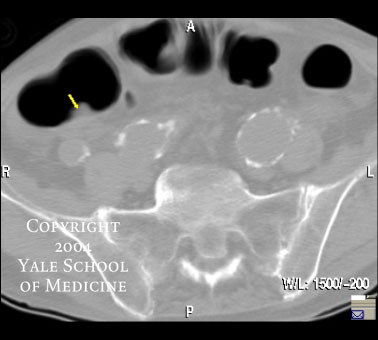 A
R
L
Copyright
2004
Yale School
of Medicine
W/L: 1500/-200
P